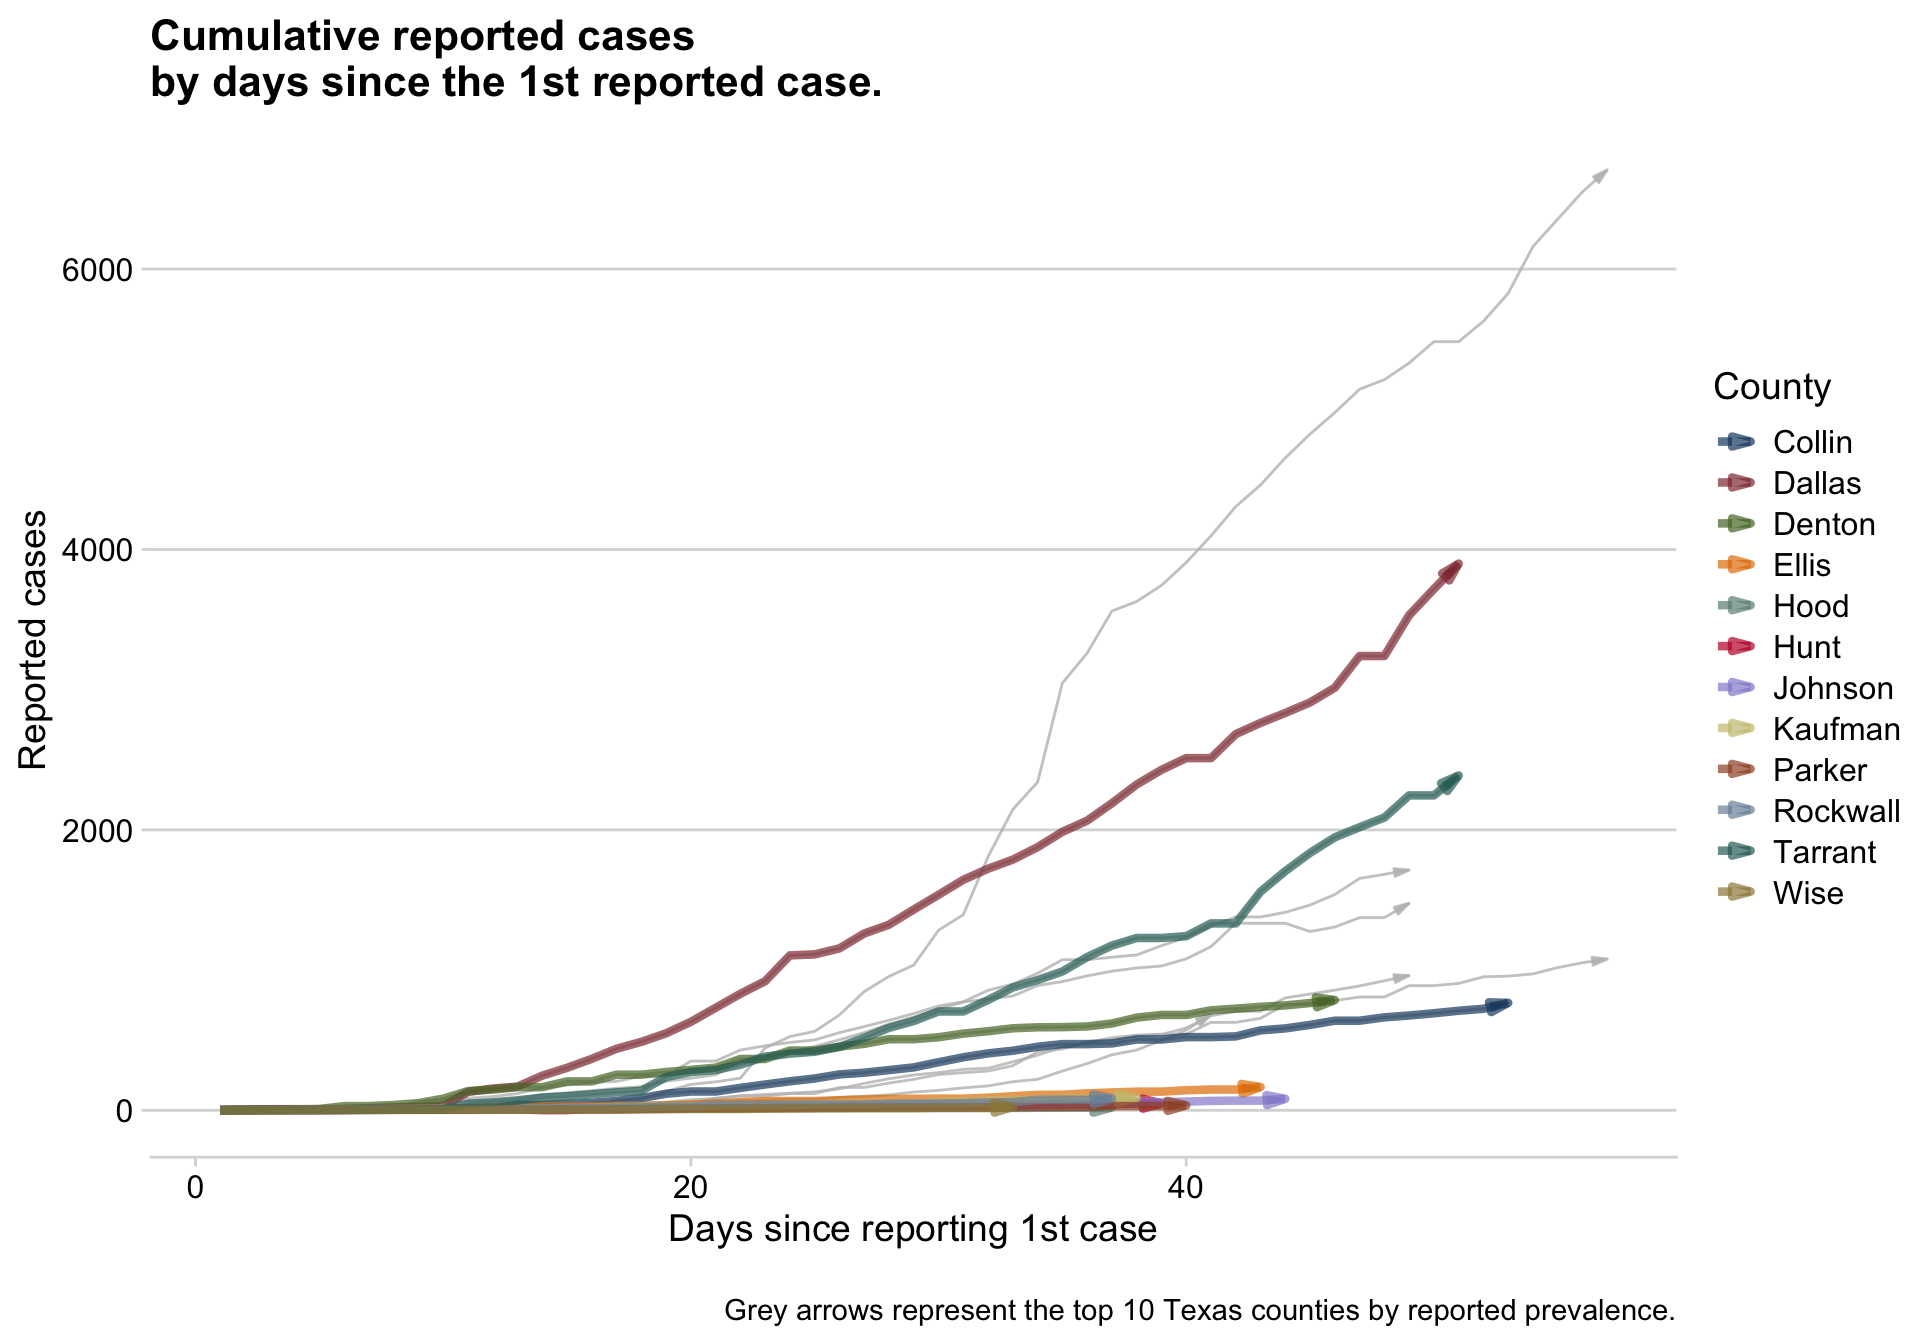 Cumulative reported cases
by days since the 1st reported case.
6000
4000
2000
0
Reported cases
0
20
40
Days since reporting 1st case
County
Collin
Dallas
Denton
Ellis
Hood
Hunt
Johnson
Kaufman
Parker
Rockwall
Tarrant
Wise
Grey arrows represent the top 10 Texas counties by reported prevalence.